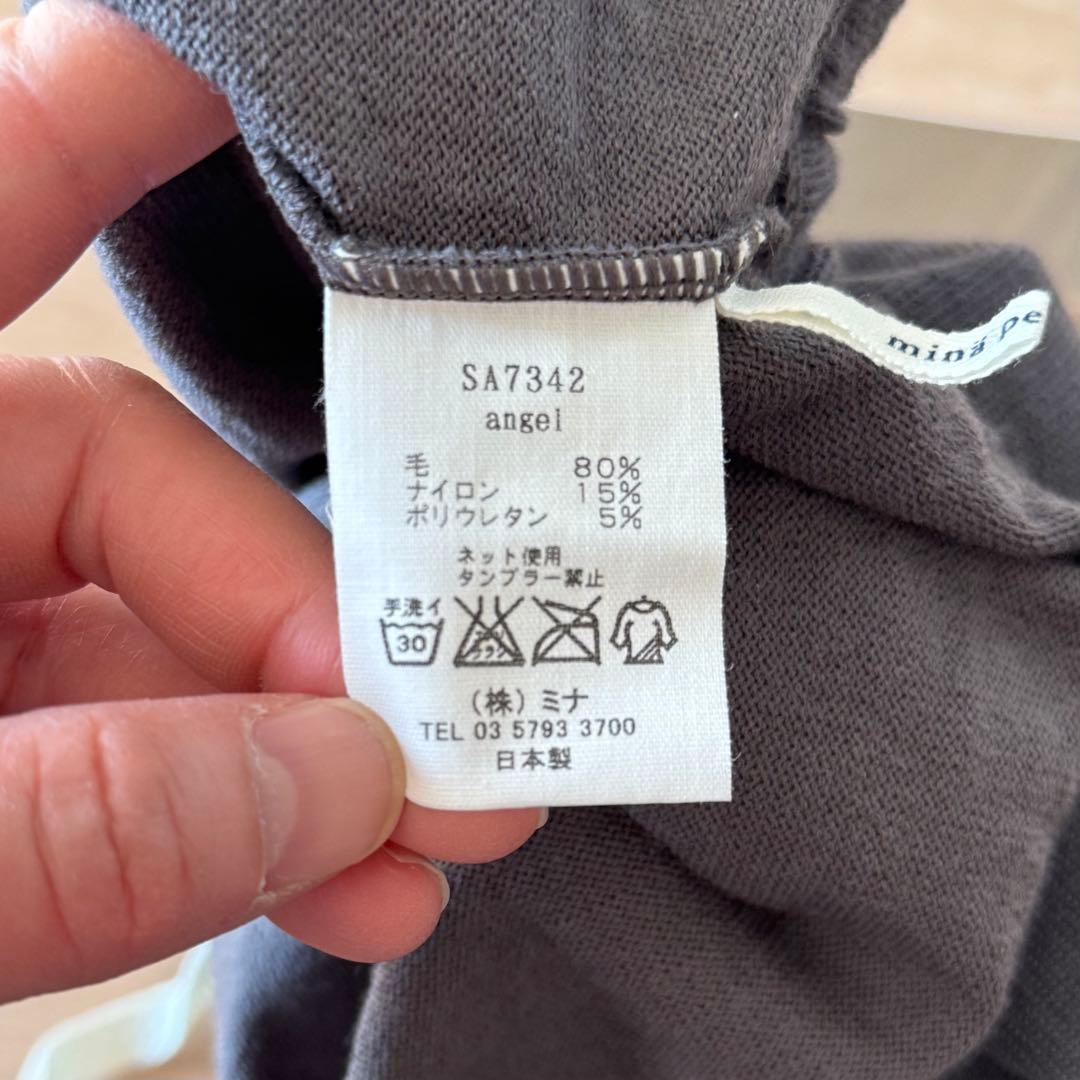 SA7342
angel
毛 80%
ナイロン 15%
ポリウレタン 5%
ネット使用
タンブラー禁止
手洗イ
30
（株）ミナ
TEL 03 5793 3700
日本製
minä pe